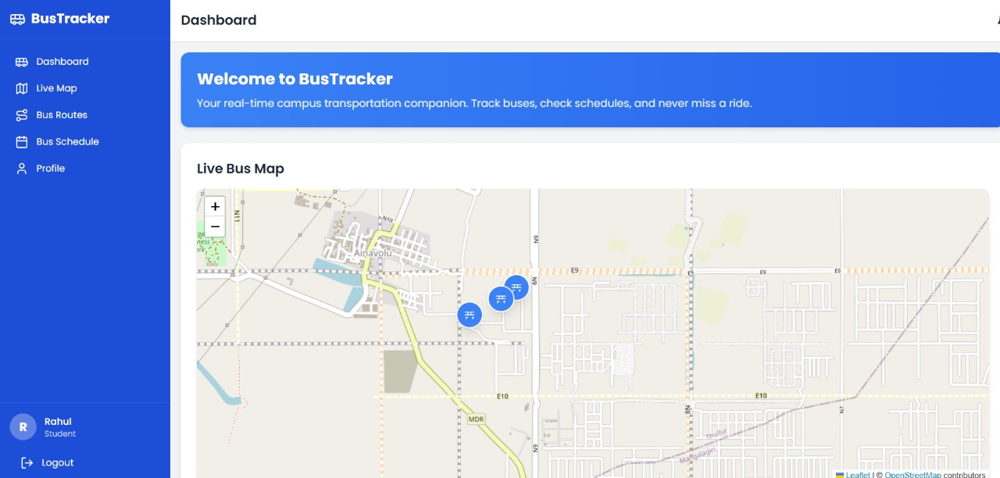 BusTracker
Dashboard
Live Map
Bus Routes
Bus Schedule
Profile
R
Rahul
Student
Logout
Dashboard
Welcome to BusTracker
Your real-time campus transportation companion. Track buses, check schedules, and never miss a ride.
Live Bus Map
+
−
N11
N10
Ainavolu
N9
N9
E9
E9
E9
E9
E10
E10
MDR
N9
N8
N7
Thullur
Mangalagiri
Leaflet | © OpenStreetMap contributors